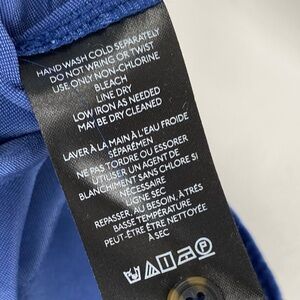 HAND WASH COLD SEPARATELY
DO NOT WRING OR TWIST
USE ONLY NON-CHLORINE
BLEACH
LINE DRY
LOW IRON AS NEEDED
MAY BE DRY CLEANED
LAVER À LA MAIN À L'EAU FROIDE
SÉPARÉMEN
NE PAS TORDRE OU ESSORER
UTILISER UN AGENT DE
BLANCHIMENT SANS CHLORE SI
NÉCESSAIRE
LIGNE SEC
REPASSER, AU BESOIN, À TRÈS
BASSE TEMPÉRATURE
PEUT-ÊTRE ÊTRE NETTOYÉE
À SEC